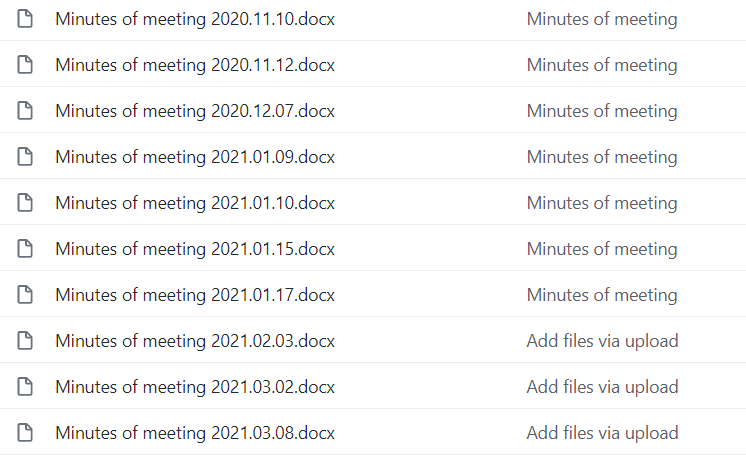 Minutes of meeting 2020.11.10.docx Minutes of meeting
Minutes of meeting 2020.11.12.docx Minutes of meeting
Minutes of meeting 2020.12.07.docx Minutes of meeting
Minutes of meeting 2021.01.09.docx Minutes of meeting
Minutes of meeting 2021.01.10.docx Minutes of meeting
Minutes of meeting 2021.01.15.docx Minutes of meeting
Minutes of meeting 2021.01.17.docx Minutes of meeting
Minutes of meeting 2021.02.03.docx Add files via upload
Minutes of meeting 2021.03.02.docx Add files via upload
Minutes of meeting 2021.03.08.docx Add files via upload